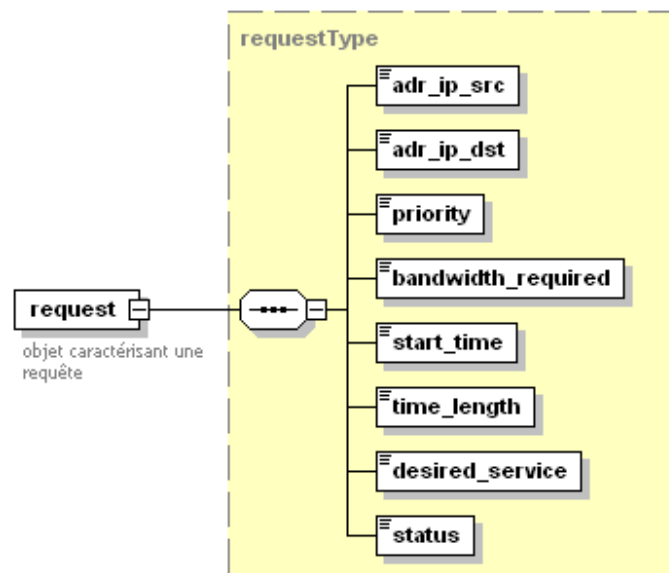 requestType
adr_ip_src
adr_ip_dst
priority
bandwidth_required
request
objet caractérisant une
requête
start_time
time_length
desired_service
status